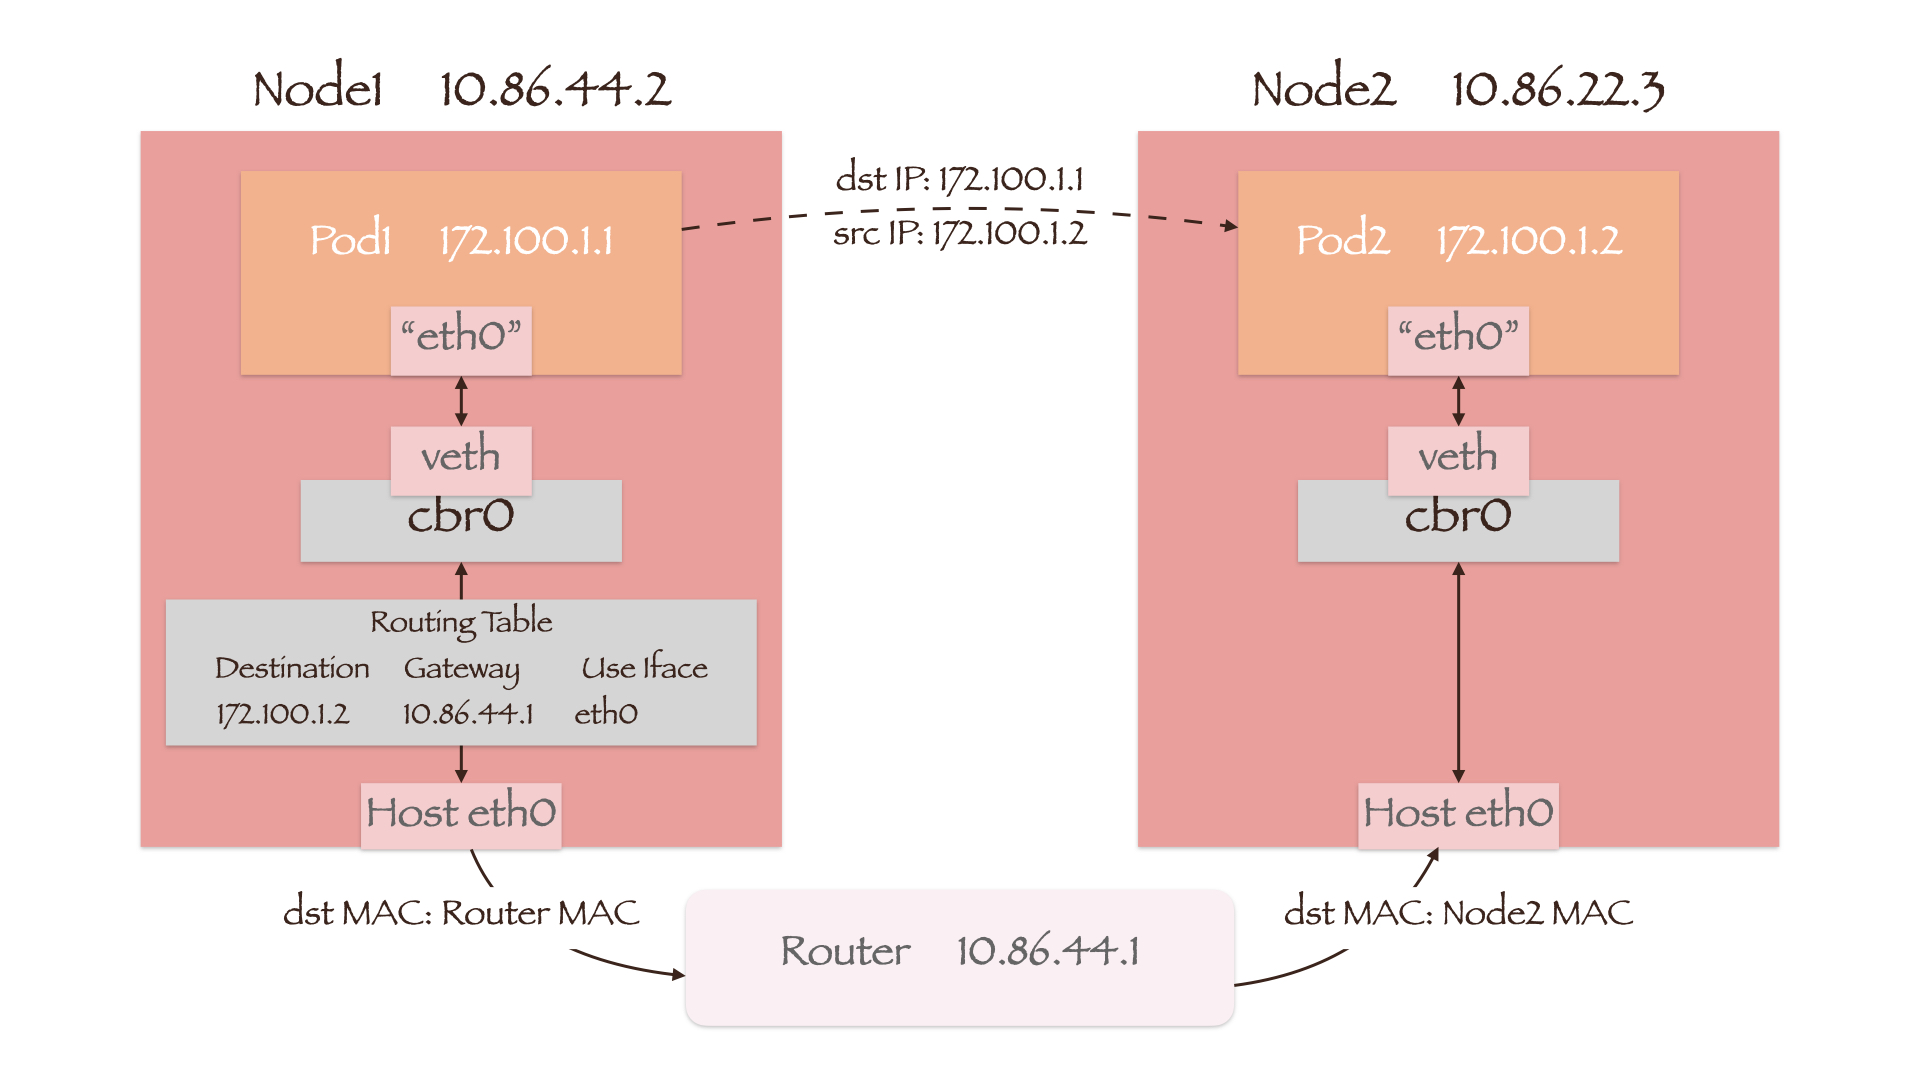 Node1 10.86.44.2
Node2 10.86.22.3
dst IP: 172.100.1.1
src IP: 172.100.1.2
Pod1 172.100.1.1
Pod2 172.100.1.2
“eth0”
“eth0”
veth
veth
cbr0
cbr0
Routing Table
Destination Gateway Use Iface
172.100.1.2 10.86.44.1 eth0
Host eth0
Host eth0
dst MAC: Router MAC
dst MAC: Node2 MAC
Router 10.86.44.1